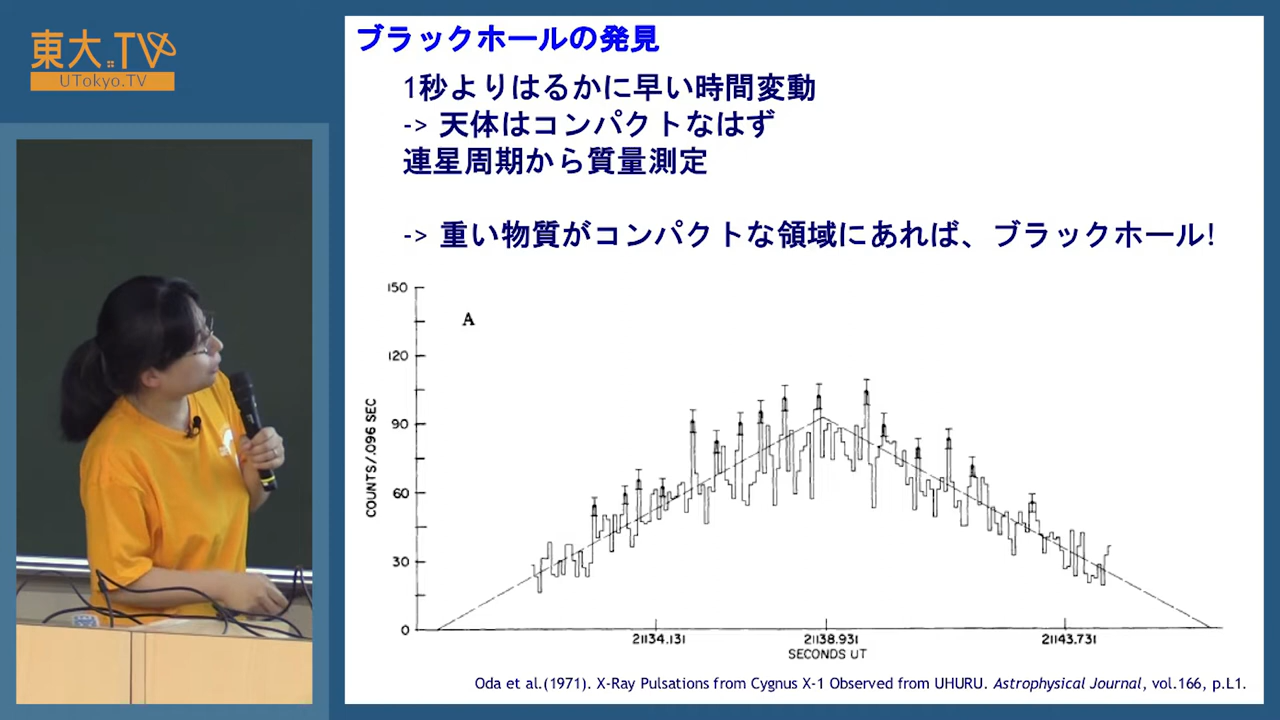 東大.TV
UTokyo.TV
ブラックホールの発見
1秒よりはるかに早い時間変動
-> 天体はコンパクトなはず
連星周期から質量測定
-> 重い物質がコンパクトな領域にあれば、ブラックホール!
150
A
120
90
60
30
0
COUNTS/.096 SEC
21134.131
21138.931
21143.731
SECONDS UT
Oda et al.(1971). X-Ray Pulsations from Cygnus X-1 Observed from UHURU. Astrophysical Journal, vol.166, p.L1.